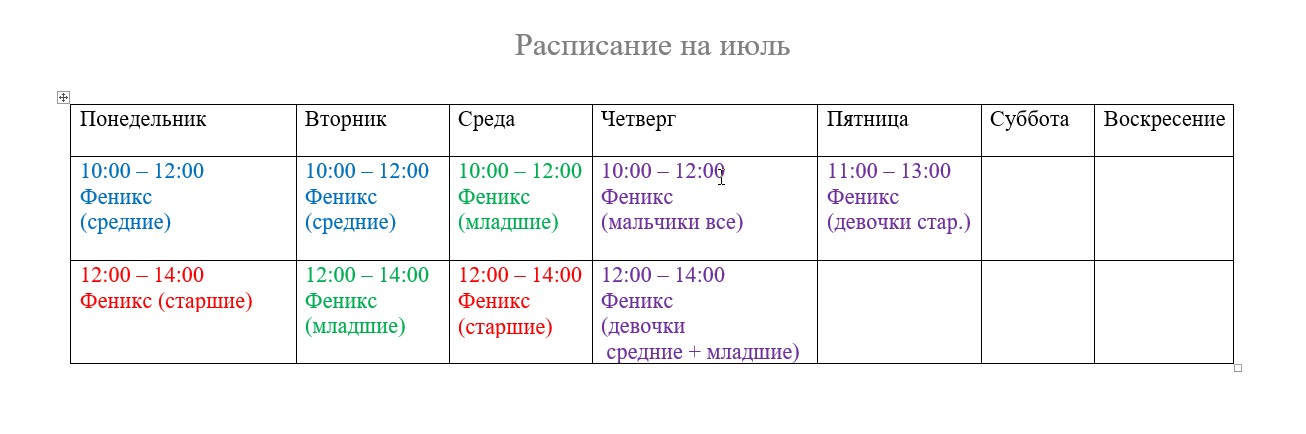 Расписание на июль
Понедельник
Вторник
Среда
Четверг
Пятница
Суббота
Воскресение
10:00 – 12:00
Феникс
(средние)
10:00 – 12:00
Феникс
(средние)
10:00 – 12:00
Феникс
(младшие)
10:00 – 12:00
Феникс
(мальчики все)
11:00 – 13:00
Феникс
(девочки стар.)
12:00 – 14:00
Феникс (старшие)
12:00 – 14:00
Феникс
(младшие)
12:00 – 14:00
Феникс
(старшие)
12:00 – 14:00
Феникс
(девочки
средние + младшие)